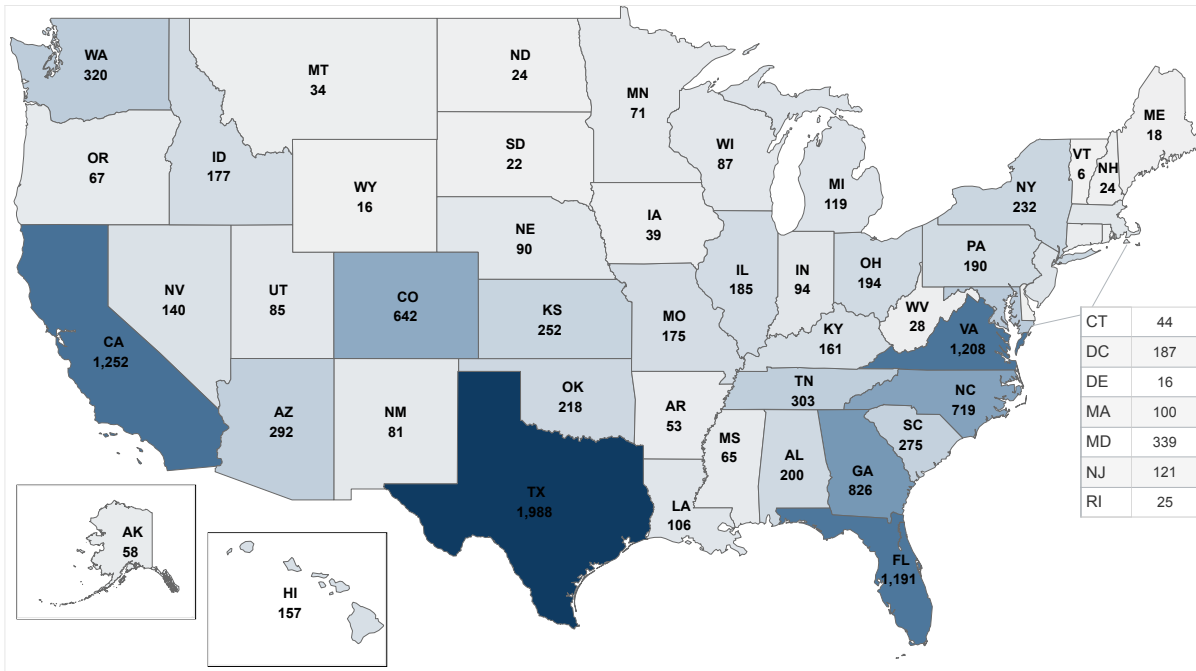 WA
320
MT
34
ND
24
MN
71
ME
18
OR
67
ID
177
SD
22
WI
87
VT
6
NH
24
WY
16
MI
119
NY
232
IA
39
NE
90
PA
190
NV
140
UT
85
CO
642
IL
185
IN
94
OH
194
WV
28
KS
252
MO
175
KY
161
VA
1,208
CA
1,252
TN
303
NC
719
AZ
292
NM
81
OK
218
AR
53
SC
275
MS
65
AL
200
GA
826
TX
1,988
LA
106
FL
1,191
AK
58
HI
157
CT 44
DC 187
DE 16
MA 100
MD 339
NJ 121
RI 25